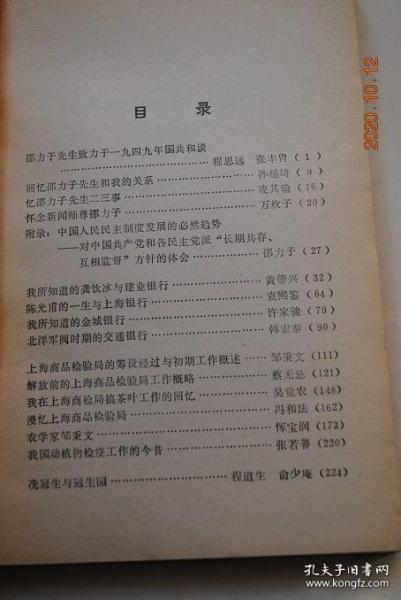 目 录
邵力子先生致力于一九四九年国共和谈
………………程思远 张丰胄(1)
回忆邵力子先生和我的关系………………孙越崎(8)
忆邵力子先生二三事………………凌其翰(16)
怀念新闻师尊邵力子………………万枚子(20)
附录:中国人民民主制度发展的必然趋势
——对中国共产党和各民主党派“长期共存、
互相监督”方针的体会………………邵力子(27)
我所知道的龚饮冰与建业银行………………黄肇兴(32)
陈光甫的一生与上海银行………………袁熙鉴(64)
我所知道的金城银行………………许家骏(79)
北洋军阀时期的交通银行………………韩宏泰(90)
上海商品检验局的筹设经过与初期工作概述……邹秉文(111)
解放前的上海商品检验局工作概略………………蔡无忌(121)
我在上海商检局搞茶叶工作的回忆………………吴觉农(148)
漫忆上海商品检验局………………冯和法(162)
农学家邹秉文………………恽宝润(173)
我国动植物检疫工作的今昔………………张若蓍(220)
冼冠生与冠生园………………程道生 俞少庵(224)
2020.10.12
孔夫子旧书网
www.kongfz.com